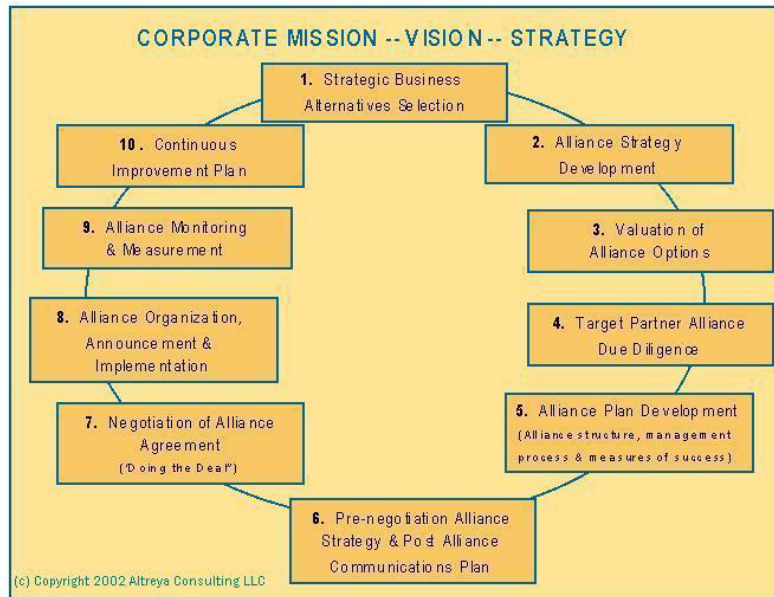 CORPORATE MISSION -- VISION -- STRATEGY
1. Strategic Business
Alternatives Selection
2. Alliance Strategy
Development
3. Valuation of
Alliance Options
4. Target Partner Alliance
Due Diligence
5. Alliance Plan Development
(Alliance structure, management
process & measures of success)
6. Pre-negotiation Alliance
Strategy & Post Alliance
Communications Plan
7. Negotiation of Alliance
Agreement
("Doing the Deal")
8. Alliance Organization,
Announcement &
Implementation
9. Alliance Monitoring
& Measurement
10. Continuous
Improvement Plan
(c) Copyright 2002 Altreya Consulting LLC